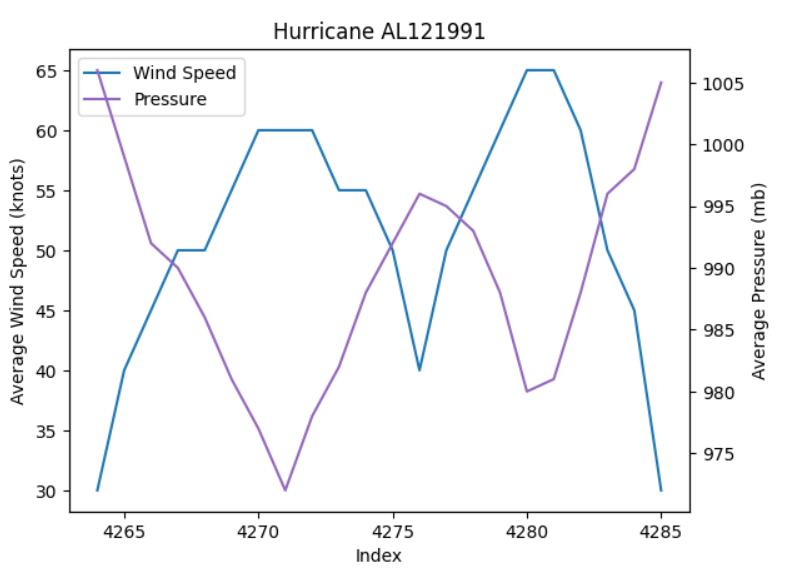 Hurricane AL121991
Wind Speed
Pressure
Average Wind Speed (knots)
65
60
55
50
45
40
35
30
1005
1000
995
990
985
980
975
Average Pressure (mb)
4265 4270 4275 4280 4285
Index